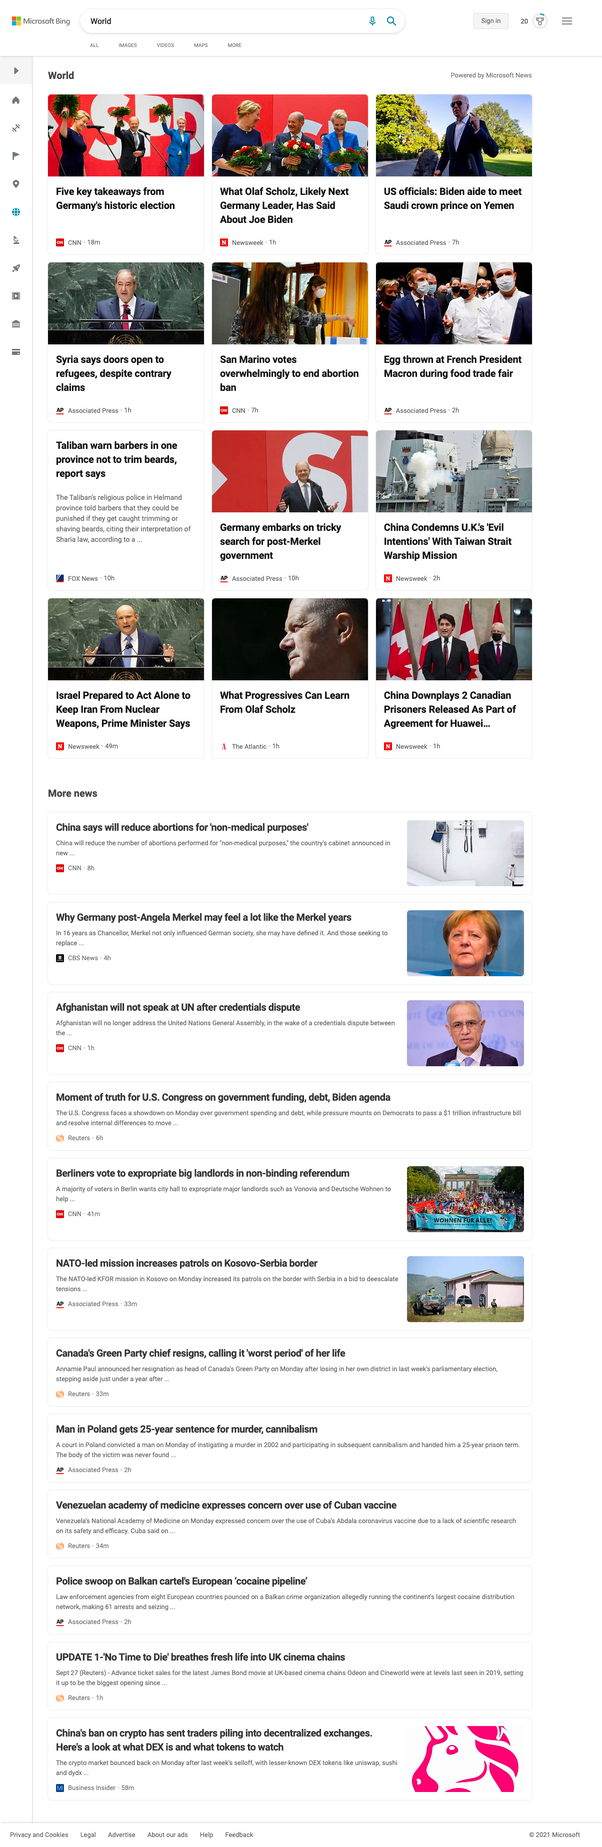 Microsoft Bing
World
Sign in
20
ALL
IMAGES
VIDEOS
MAPS
MORE
World
Powered by Microsoft News
Five key takeaways from
Germany's historic election
CNN · 18m
What Olaf Scholz, Likely Next
Germany Leader, Has Said
About Joe Biden
Newsweek · 1h
US officials: Biden aide to meet
Saudi crown prince on Yemen
Associated Press · 7h
Syria says doors open to
refugees, despite contrary
claims
Associated Press · 1h
San Marino votes
overwhelmingly to end abortion
ban
CNN · 7h
Egg thrown at French President
Macron during food trade fair
Associated Press · 2h
Taliban warn barbers in one
province not to trim beards,
report says
The Taliban's religious police in Helmand
province told barbers that they could be
punished if they get caught trimming or
shaving beards, citing their interpretation of
Sharia law, according to a ...
FOX News · 10h
Germany embarks on tricky
search for post-Merkel
government
Associated Press · 10h
China Condemns U.K.'s 'Evil
Intentions' With Taiwan Strait
Warship Mission
Newsweek · 2h
Israel Prepared to Act Alone to
Keep Iran From Nuclear
Weapons, Prime Minister Says
Newsweek · 49m
What Progressives Can Learn
From Olaf Scholz
The Atlantic · 1h
China Downplays 2 Canadian
Prisoners Released As Part of
Agreement for Huawei...
Newsweek · 1h
More news
China says will reduce abortions for 'non-medical purposes'
China will reduce the number of abortions performed for "non-medical purposes," the country's cabinet announced in
new ...
CNN · 8h
Why Germany post-Angela Merkel may feel a lot like the Merkel years
In 16 years as Chancellor, Merkel not only influenced German society, she may have defined it. And those seeking to
replace ...
CBS News · 4h
Afghanistan will not speak at UN after credentials dispute
Afghanistan will no longer address the United Nations General Assembly, in the wake of a credentials dispute between
the ...
CNN · 1h
Moment of truth for U.S. Congress on government funding, debt, Biden agenda
The U.S. Congress faces a showdown on Monday over government spending and debt, while pressure mounts on Democrats to pass a $1 trillion infrastructure bill
and resolve internal differences to move ...
Reuters · 6h
Berliners vote to expropriate big landlords in non-binding referendum
A majority of voters in Berlin wants city hall to expropriate major landlords such as Vonovia and Deutsche Wohnen to
help ...
CNN · 41m
WOHNEN FÜR ALLE!
NATO-led mission increases patrols on Kosovo-Serbia border
The NATO-led KFOR mission in Kosovo on Monday increased its patrols on the border with Serbia in a bid to deescalate
tensions ...
Associated Press · 33m
Canada's Green Party chief resigns, calling it 'worst period' of her life
Annamie Paul announced her resignation as head of Canada's Green Party on Monday after losing in her own district in last week's parliamentary election,
stepping aside just under a year after ...
Reuters · 33m
Man in Poland gets 25-year sentence for murder, cannibalism
A court in Poland convicted a man on Monday of instigating a murder in 2002 and participating in subsequent cannibalism and handed him a 25-year prison term.
The body of the victim was never found ...
Associated Press · 2h
Venezuelan academy of medicine expresses concern over use of Cuban vaccine
Venezuela's National Academy of Medicine on Monday expressed concern over the use of Cuba's Abdala coronavirus vaccine due to a lack of scientific research
on its safety and efficacy. Cuba said on ...
Reuters · 34m
Police swoop on Balkan cartel's European 'cocaine pipeline'
Law enforcement agencies from eight European countries pounced on a Balkan crime organization allegedly running the continent's largest cocaine distribution
network, making 61 arrests and seizing ...
Associated Press · 2h
UPDATE 1-'No Time to Die' breathes fresh life into UK cinema chains
Sept 27 (Reuters) - Advance ticket sales for the latest James Bond movie at UK-based cinema chains Odeon and Cineworld were at levels last seen in 2019, setting
it up to be the biggest opening since ...
Reuters · 1h
China's ban on crypto has sent traders piling into decentralized exchanges.
Here's a look at what DEX is and what tokens to watch
The crypto market bounced back on Monday after last week's selloff, with lesser-known DEX tokens like uniswap, sushi
and dydx ...
Business Insider · 58m
Privacy and Cookies
Legal
Advertise
About our ads
Help
Feedback
© 2021 Microsoft